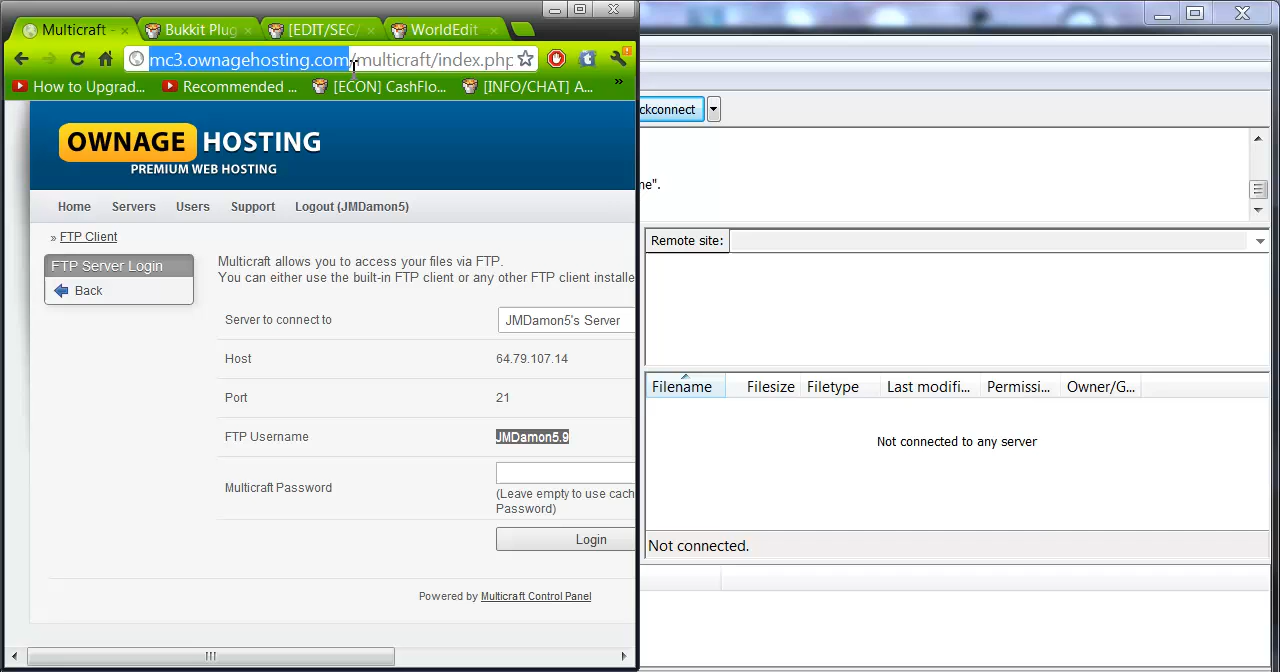 Multicraft -
Bukkit Plug
[EDIT/SEC/
WorldEdit
mc3.ownagehosting.com/multicraft/index.php
How to Upgrad...
Recommended ...
[ECON] CashFlo...
[INFO/CHAT] A...
»
OWNAGE HOSTING
PREMIUM WEB HOSTING
Home
Servers
Users
Support
Logout (JMDamon5)
» FTP Client
FTP Server Login
Back
Multicraft allows you to access your files via FTP.
You can either use the built-in FTP client or any other FTP client installe
Server to connect to
JMDamon5's Server
Host
64.79.107.14
Port
21
FTP Username
JMDamon5.9
Multicraft Password
(Leave empty to use cach
Password)
Login
Powered by Multicraft Control Panel
ckconnect
ne".
Remote site:
Filename
Filesize
Filetype
Last modifi...
Permissi...
Owner/G...
Not connected to any server
Not connected.